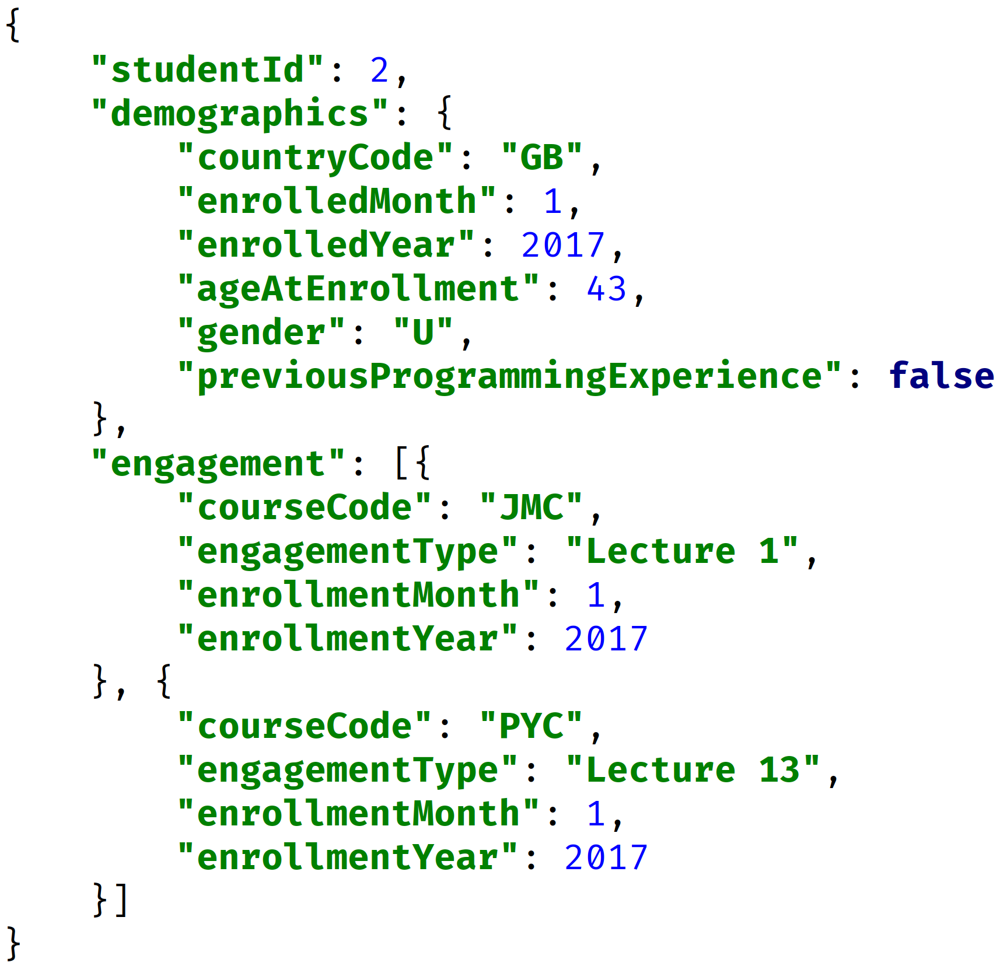 {
    "studentId": 2,
    "demographics": {
        "countryCode": "GB",
        "enrolledMonth": 1,
        "enrolledYear": 2017,
        "ageAtEnrollment": 43,
        "gender": "U",
        "previousProgrammingExperience": false
    },
    "engagement": [{
        "courseCode": "JMC",
        "engagementType": "Lecture 1",
        "enrollmentMonth": 1,
        "enrollmentYear": 2017
    }, {
        "courseCode": "PYC",
        "engagementType": "Lecture 13",
        "enrollmentMonth": 1,
        "enrollmentYear": 2017
    }]
}